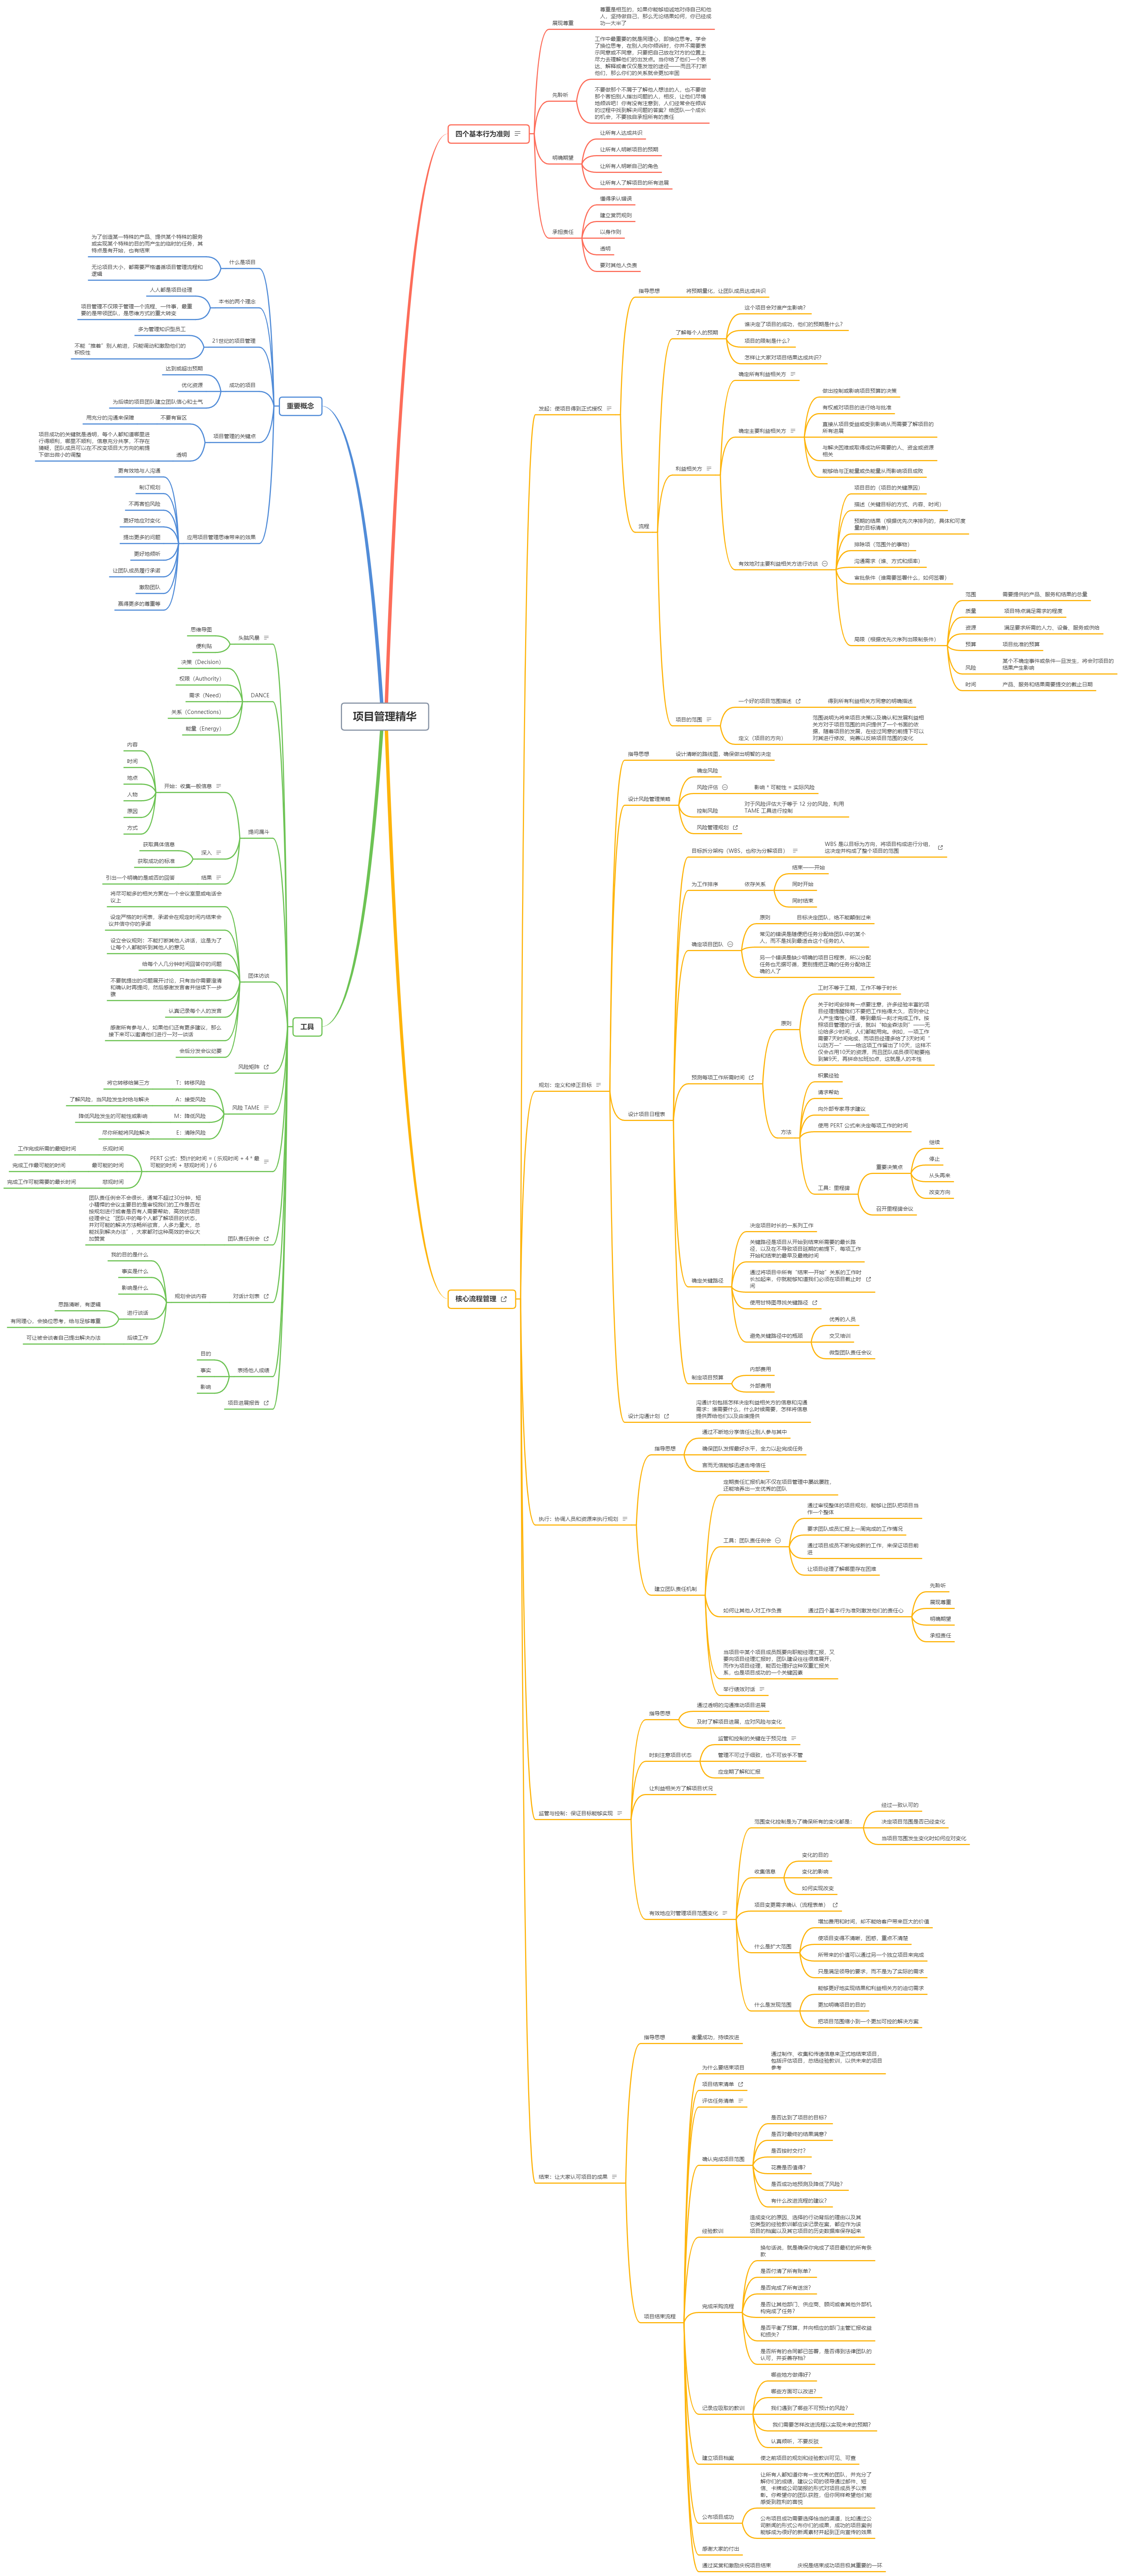 项目管理精华
四个基本行为准则
展现尊重
尊重是相互的，如果你能够坦诚地对待自己和他
人，坚持做自己，那么无论结果如何，你已经成
功一大半了
先聆听
工作中最重要的就是同理心，即换位思考。学会
了换位思考，在别人向你倾诉时，你并不需要表
示同意或不同意，只要把自己放在对方的位置上
尽力去理解他们的出发点。当你给了他们一个表
达、解释或者仅仅是发泄的途径——而且不打断
他们，那么你们的关系就会更加牢固
不要做那个不屑于了解他人想法的人，也不要做
那个害怕别人指出问题的人，相反，让他们尽情
地倾诉吧！你有没有注意到，人们经常会在倾诉
的过程中找到解决问题的答案？给团队一个成长
的机会，不要独自承担所有的责任
明确期望
让所有人达成共识
让所有人明晰项目的预期
让所有人明晰自己的角色
让所有人了解项目的所有进展
承担责任
懂得承认错误
建立赏罚规则
以身作则
透明
要对其他人负责
重要概念
什么是项目
为了创造某一特殊的产品，提供某个特殊的服务
或实现某个特殊的目的而产生的临时的任务，其
特点是有开始，也有结束
无论项目大小，都需要严格遵循项目管理流程和
逻辑
本书的两个理念
人人都是项目经理
项目管理不仅限于管理一个流程、一件事，最重
要的是带领团队，是思维方式的重大转变
21世纪的项目管理
多为管理知识型员工
不能“推着”别人前进，只能调动和激励他们的
积极性
成功的项目
达到或超出预期
优化资源
为后续的项目团队建立团队信心和士气
项目管理的关键点
用充分的沟通来保障
不要有盲区
项目成功的关键就是透明，每个人都知道哪里进
行得顺利、哪里不顺利。信息充分共享，不存在
猜疑，团队成员可以在不改变项目大方向的前提
下做出微小的调整
透明
应用项目管理思维带来的效果
更有效地与人沟通
制订规划
不再害怕风险
更好地应对变化
提出更多的问题
更好地倾听
让团队成员履行承诺
激励团队
赢得更多的尊重等
工具
头脑风暴
思维导图
便利贴
DANCE
决策（Decision）
权限（Authority）
需求（Need）
关系（Connections）
能量（Energy）
提问漏斗
开始：收集一般信息
内容
时间
地点
人物
原因
方式
深入
获取具体信息
获取成功的标准
引出一个明确的是或否的回答
结果
团体访谈
将尽可能多的相关方聚在一个会议室里或电话会
议上
设定严格的时间表，承诺会在规定时间内结束会
议并信守你的承诺
设立会议规则：不能打断其他人讲话，这是为了
让每个人都能听到其他人的意见
给每个人几分钟时间回答你的问题
不要就提出的问题展开讨论，只有当你需要澄清
和确认时再提问，然后感谢发言者并继续下一步
骤
认真记录每个人的发言
感谢所有参与人，如果他们还有更多建议，那么
接下来可以邀请他们进行一对一谈话
会后分发会议纪要
风险矩阵
风险 TAME
将它转移给第三方
T：转移风险
了解风险，当风险发生时给与解决
A：接受风险
降低风险发生的可能性或影响
M：降低风险
尽你所能将风险解决
E：清除风险
PERT 公式：预计的时间 = ( 乐观时间 + 4 * 最
可能的时间 + 悲观时间 ) / 6
工作完成所需的最短时间
乐观时间
完成工作最可能的时间
最可能的时间
完成工作可能需要的最长时间
悲观时间
团队责任例会不会很长，通常不超过30分钟。短
小精悍的会议主要目的是审视我们的工作是否在
按规划进行或者是否有人需要帮助。高效的项目
经理会让“团队中的每个人都了解项目的状态，
并对可能的解决方法畅所欲言，人多力量大，总
能找到解决办法”，大家都对这种高效的会议大
加赞赏
团队责任例会
对话计划表
规划会谈内容
我的目的是什么
事实是什么
影响是什么
进行谈话
思路清晰，有逻辑
有同理心，会换位思考，给与足够尊重
可让被会谈者自己提出解决办法
后续工作
表扬他人成绩
目的
事实
影响
项目进展报告
核心流程管理
发起：使项目得到正式授权
指导思想
将预期量化，让团队成员达成共识
流程
了解每个人的预期
这个项目会对谁产生影响？
谁决定了项目的成功，他们的预期是什么？
项目的限制是什么？
怎样让大家对项目结果达成共识？
利益相关方
确定所有利益相关方
确定主要利益相关方
做出控制或影响项目预算的决策
有权威对项目的进行给与批准
直接从项目受益或受到影响从而需要了解项目的
所有进展
与解决困难或取得成功所需要的人、资金或资源
相关
能够给与正能量或负能量从而影响项目成败
有效地对主要利益相关方进行访谈
项目目的（项目的关键原因）
描述（关键目标的方式、内容、时间）
预期的结果（根据优先次序排列的，具体和可度
量的目标清单）
排除项（范围外的事物）
沟通需求（谁、方式和频率）
审批条件（谁需要签署什么，如何签署）
局限（根据优先次序列出限制条件）
范围
需要提供的产品、服务和结果的总量
质量
项目特点满足需求的程度
资源
满足要求所需的人力、设备、服务或供给
预算
项目批准的预算
风险
某个不确定事件或条件一旦发生，将会对项目的
结果产生影响
时间
产品、服务和结果需要提交的截止日期
项目的范围
一个好的项目范围描述
得到所有利益相关方同意的明确描述
定义（项目的方向）
范围说明为将来项目决策以及确认和发展利益相
关方对于项目范围的共识提供了一个书面的依
据，随着项目的发展，在经过同意的前提下可以
对其进行修改、完善以反映项目范围的变化
规划：定义和修正目标
指导思想
设计清晰的路线图，确保做出明智的决定
设计风险管理策略
确定风险
风险评估
影响 * 可能性 = 实际风险
控制风险
对于风险评估大于等于 12 分的风险，利用
TAME 工具进行控制
风险管理规划
设计项目日程表
目标拆分架构（WBS，也称为分解项目）
WBS 是以目标为方向，将项目构成进行分组，
这决定并构成了整个项目的范围
为工作排序
依存关系
结束——开始
同时开始
同时结束
确定项目团队
原则
目标决定团队，绝不能颠倒过来
常见的错误是随便把任务分配给团队中的某个
人，而不是找到最适合这个任务的人
另一个错误是缺少明确的项目日程表，所以分配
任务也无据可循，更别提把正确的任务分配给正
确的人了
预测每项工作所需时间
原则
工时不等于工期，工作不等于时长
关于时间安排有一点要注意，许多经验丰富的项
目经理提醒我们不要把工作拖得太久，否则会让
人产生惰性心理，等到最后一刻才完成工作。按
照项目管理的行话，就叫“帕金森法则”——无
论给多少时间，人们都能用完。例如，一项工作
需要7天时间完成，而项目经理多给了3天时间“
以防万一”——给这项工作留出了10天，这样不
仅会占用10天的资源，而且团队成员很可能要拖
到第9天，再拼命加班加点，这就是人的本性
方法
积累经验
请求帮助
向外部专家寻求建议
使用 PERT 公式来决定每项工作的时间
工具：里程碑
重要决策点
继续
停止
从头再来
改变方向
召开里程碑会议
确定关键路径
决定项目时长的一系列工作
关键路径是项目从开始到结束所需要的最长路
径，以及在不导致项目延期的前提下，每项工作
开始和结束的最早及最晚时间
通过将项目中所有“结束—开始”关系的工作时
长加起来，你就能够知道我们必须在项目截止时
间
使用甘特图寻找关键路径
避免关键路径中的瓶颈
优秀的人员
交叉培训
微型团队责任会议
制定项目预算
内部费用
外部费用
设计沟通计划
沟通计划包括怎样决定利益相关方的信息和沟通
需求：谁需要什么，什么时候需要，怎样将信息
提供而给他们以及由谁提供
执行：协调人员和资源来执行规划
指导思想
通过不断地分享信任让别人参与其中
确保团队发挥最好水平，全力以赴完成任务
言而无信能够迅速击垮信任
建立团队责任机制
定期责任汇报机制不仅在项目管理中屡战屡胜，
还能培养出一支优秀的团队
工具：团队责任例会
通过审视整体的项目规划，能够让团队把项目当
作一个整体
要求团队成员汇报上一周完成的工作情况
通过项目成员不断完成新的工作，来保证项目前
进
让项目经理了解哪里存在困难
如何让其他人对工作负责
通过四个基本行为准则激发他们的责任心
先聆听
展现尊重
明确期望
承担责任
当项目中某个项目成员既要向职能经理汇报，又
要向项目经理汇报时，团队建设往往很难展开。
而作为项目经理，能否处理好这种双重汇报关
系，也是项目成功的一个关键因素
举行绩效对话
监管与控制：保证目标能够实现
指导思想
通过透明的沟通推动项目进展
及时了解项目进展，应对风险与变化
时刻注意项目状态
监管和控制的关键在于预见性
管理不可过于细致，也不可放手不管
应定期了解和汇报
让利益相关方了解项目状况
有效地应对管理项目范围变化
范围变化控制是为了确保所有的变化都是：
经过一致认可的
决定项目范围是否已经变化
当项目范围发生变化时如何应对变化
收集信息
变化的目的
变化的影响
如何实现改变
项目变更需求确认（流程表单）
什么是扩大范围
增加费用和时间，却不能给客户带来巨大的价值
使项目变得不清晰，困惑，重点不清楚
所带来的价值可以通过另一个独立项目来完成
只是满足领导的要求，而不是为了实际的需求
什么是发现范围
能够更好地实现结果和利益相关方的迫切需求
更加明确项目的目的
把项目范围缩小到一个更加可控的解决方案
结束：让大家认可项目的成果
指导思想
衡量成功，持续改进
项目结束流程
为什么要结束项目
通过制作、收集和传递信息来正式地结束项目，
包括评估项目，总结经验教训，以供未来的项目
参考
项目结束清单
评估任务清单
确认完成项目范围
是否达到了项目的目标？
是否对最终的结果满意？
是否按时交付？
花费是否值得？
是否成功地预测及降低了风险？
有什么改进流程的建议？
经验教训
造成变化的原因，选择的行动背后的理由以及其
它类型的经验教训都应该记录在案，都应作为该
项目的档案以及其它项目的历史数据库保存起来
完成采购流程
换句话说，就是确保你完成了项目最初的所有条
款
是否付清了所有账单？
是否完成了所有送货？
是否让其他部门、供应商、顾问或者其他外部机
构完成了任务？
是否平衡了预算，并向相应的部门主管汇报收益
和损失？
是否所有的合同都已签署，是否得到法律团队的
认可，并妥善存档？
记录应吸取的教训
哪些地方做得好？
哪些方面可以改进？
我们遇到了哪些不可预计的风险？
我们需要怎样改进流程以实现未来的预期？
认真倾听，不要反驳
建立项目档案
使之前项目的规划和经验教训可见、可查
公布项目成功
让所有人都知道你有一支优秀的团队，并充分了
解你们的成绩，建议公司的领导通过邮件、短
信、卡牌或公司简报的形式对项目成员予以表
彰。你希望你的团队获胜，但你同样希望他们能
感受到胜利的喜悦
公布项目成功需要选择恰当的渠道，比如通过公
司新闻的形式公布你们的成果，成功的项目案例
能够成为很好的新闻素材并起到正向宣传的效果
感谢大家的付出
通过奖赏和激励庆祝项目结束
庆祝是结束成功项目极其重要的一环